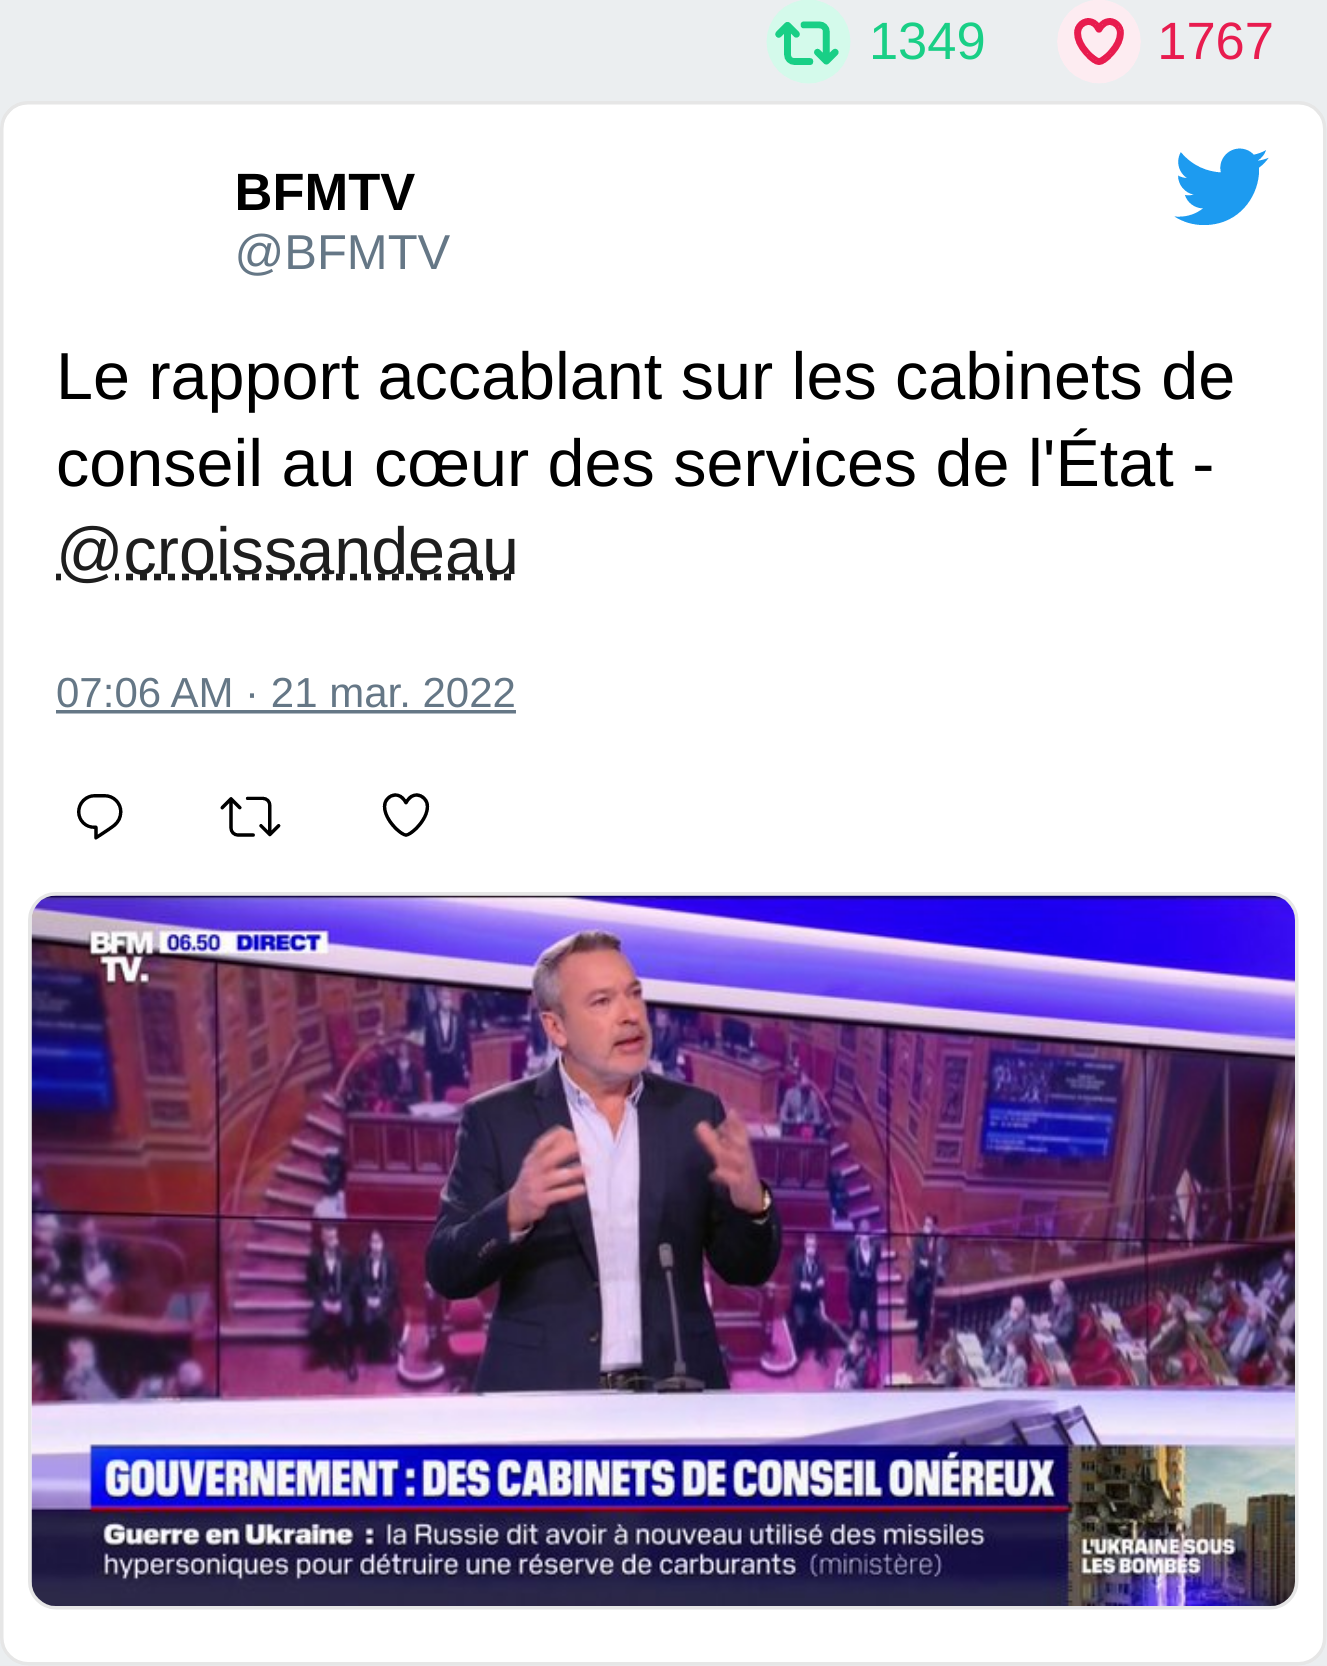 1349 1767
BFMTV
@BFMTV
Le rapport accablant sur les cabinets de
conseil au cœur des services de l'État -
@croissandeau
07:06 AM · 21 mar. 2022
BFM 06.50 DIRECT
TV.
GOUVERNEMENT : DES CABINETS DE CONSEIL ONÉREUX
Guerre en Ukraine : la Russie dit avoir à nouveau utilisé des missiles
hypersoniques pour détruire une réserve de carburants (ministère)
L'UKRAINE SOUS
LES BOMBES